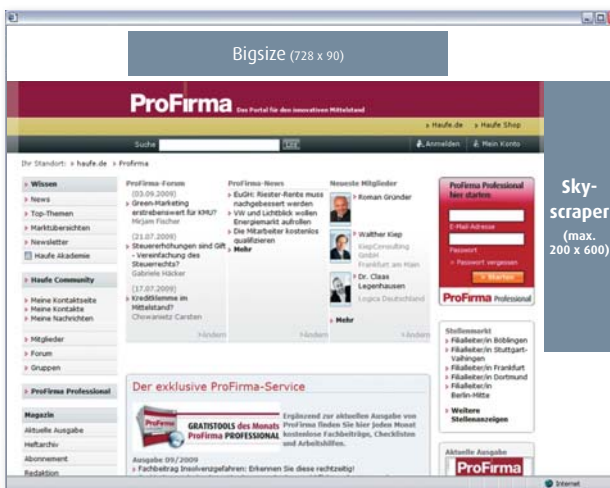 Bigsize (728 x 90)
ProFirma Das Portal für den innovativen Mittelstand
» Haufe.de » Haufe Shop
Suche
Anmelden Mein Konto
Ihr Standort: » haufe.de » Profirma
» Wissen
» News
» Top-Themen
» Marktübersichten
» Newsletter
Haufe Akademie
» Haufe Community
» Meine Kontaktseite
» Meine Kontakte
» Meine Nachrichten
» Mitglieder
» Forum
» Gruppen
» ProFirma Professional
Magazin
Aktuelle Ausgabe
Heftarchiv
Abonnement
Redaktion
ProFirma-Forum
(03.09.2009)
» Green-Marketing
erstrebenswert für KMU?
Mirjam Fischer
(21.07.2009)
» Steuererhöhungen sind Gift
- Vereinfachung des
Steuerrechts?
Gabriele Häcker
(17.07.2009)
» Kreditklemme im
Mittelstand?
Chowanietz Carsten
»Ändern
ProFirma-News
» EuGH: Riester-Rente muss
nachgebessert werden
» VW und Lichtblick wollen
Energiemarkt aufrollen
» Die Mitarbeiter kostenlos
qualifizieren
» Mehr
»Ändern
Neueste Mitglieder
» Roman Gründer
» Walther Kiep
KiepConsulting
GmbH
Frankfurt am Main
» Dr. Claas
Legenhausen
Logica Deutschland
» Mehr
»Ändern
ProFirma Professional
hier starten:
E-Mail-Adresse
Passwort
» Passwort vergessen
» Starten
ProFirma Professional
Sky-
scraper
(max.
200 x 600)
Stellenmarkt
» Filialleiter/in Böblingen
» Filialleiter/in Stuttgart-
Vaihingen
» Filialleiter/in Frankfurt
» Filialleiter/in Dortmund
» Filialleiter/in
Berlin-Mitte
» Weitere
Stellenanzeigen
Der exklusive ProFirma-Service
ProFirma
GRATISTOOLS des Monats
ProFirma PROFESSIONAL
Ergänzend zur aktuellen Ausgabe von
ProFirma finden Sie hier jeden Monat
kostenlose Fachbeiträge, Checklisten
und Arbeitshilfen.
Ausgabe 09/2009
» Fachbeitrag Insolvenzgefahren: Erkennen Sie diese rechtzeitig!
Aktuelle Ausgabe
ProFirma
Internet